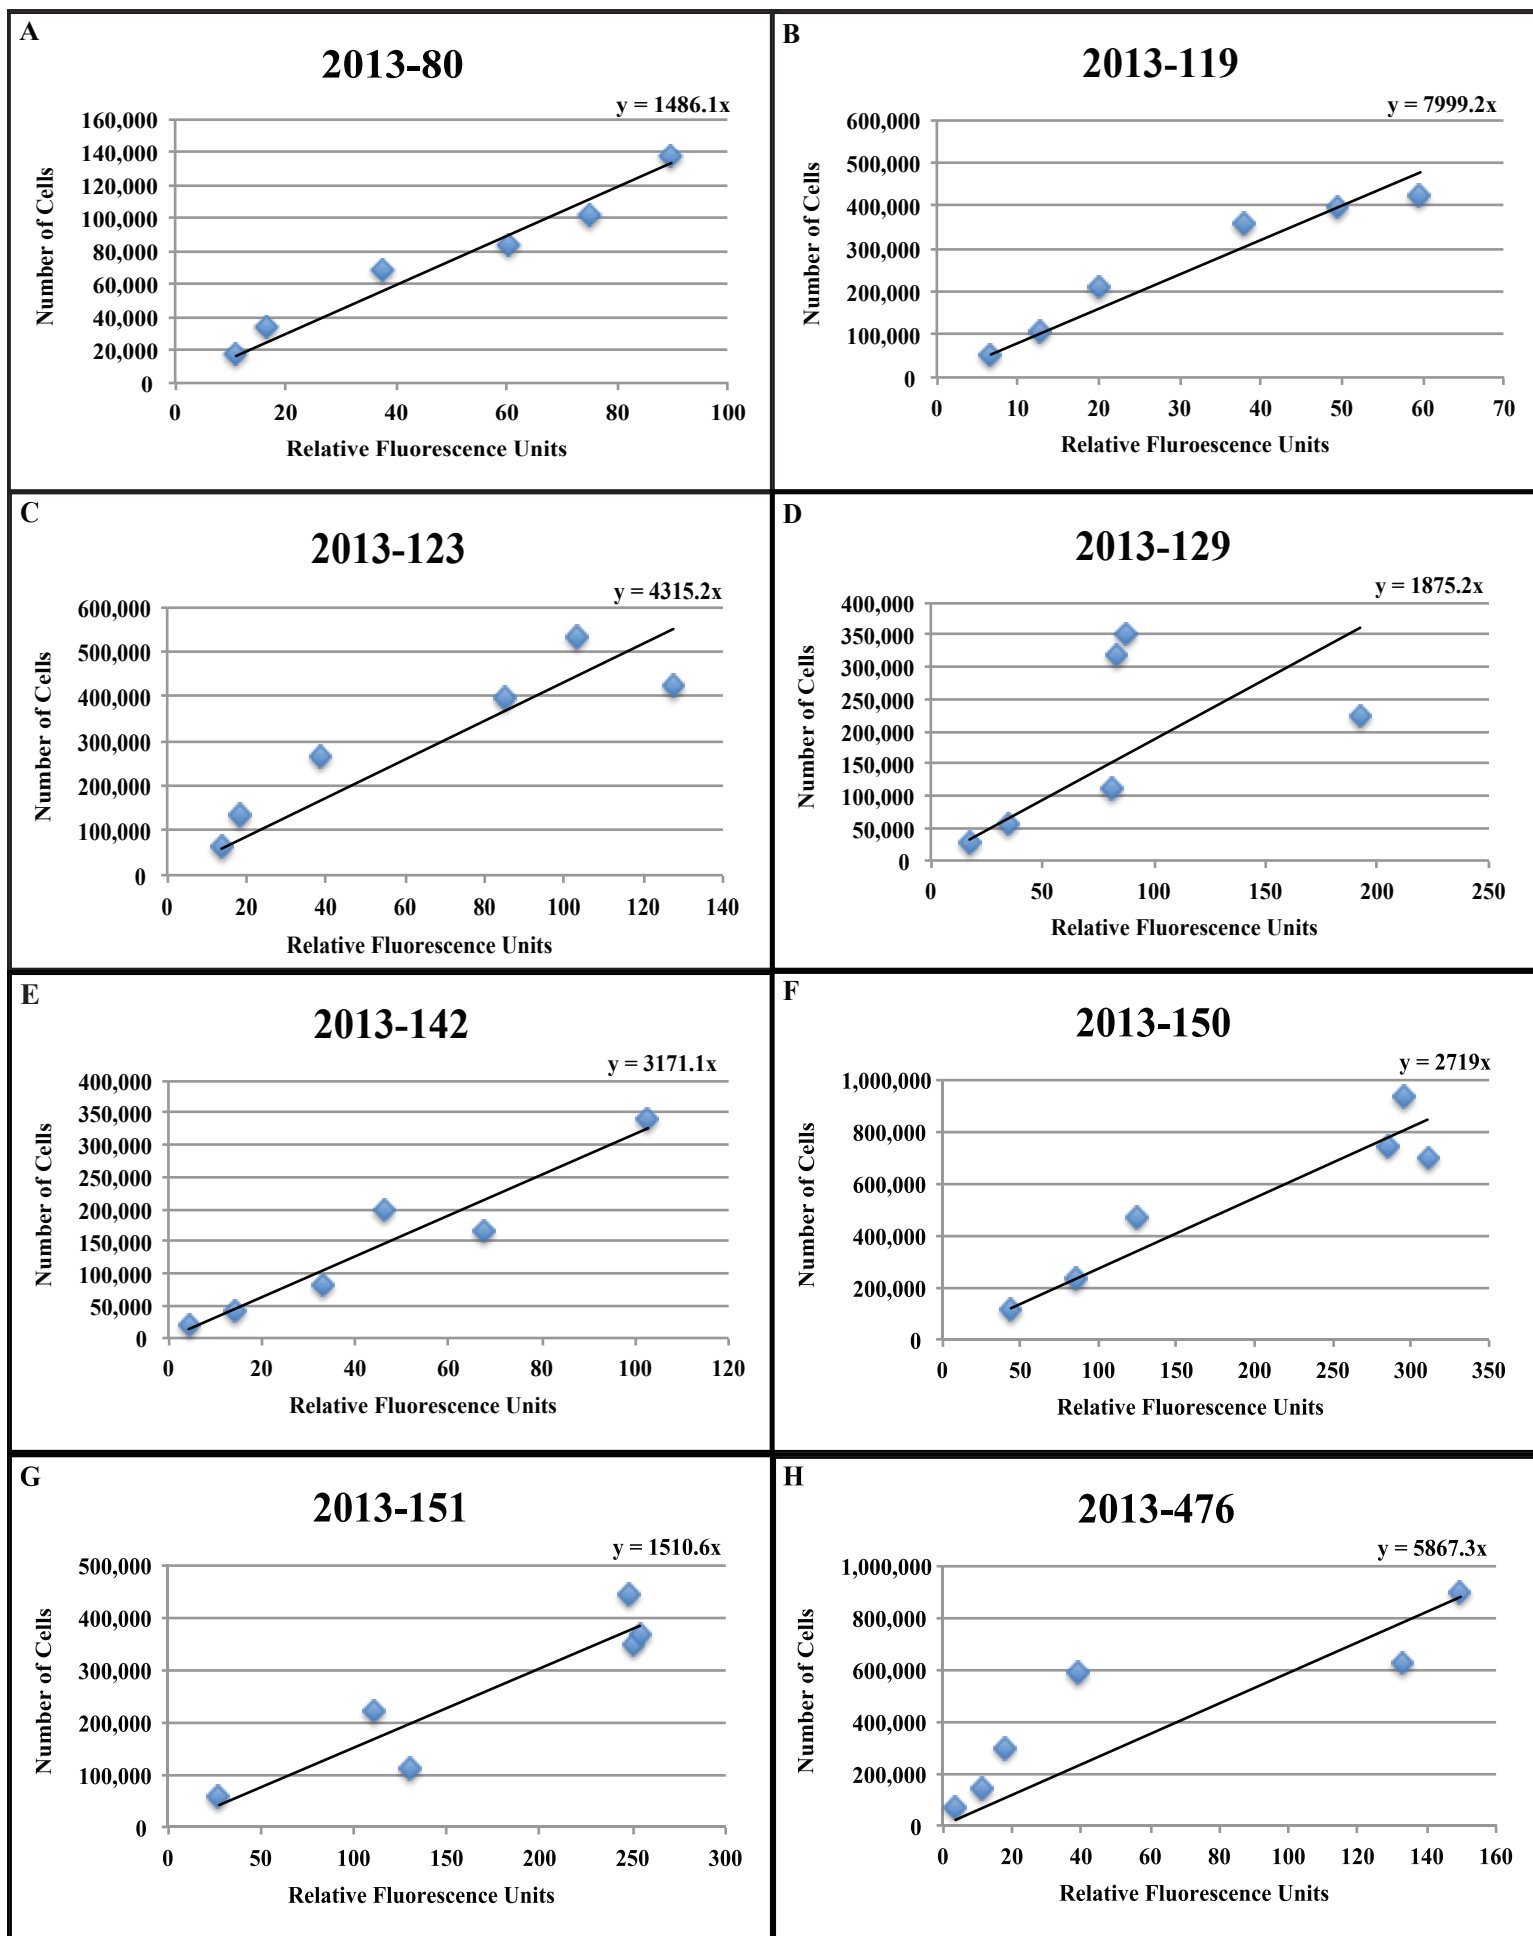 A
2013-80
y = 1486.1x
160,000
140,000
120,000
100,000
80,000
60,000
40,000
20,000
0
Number of Cells
0 20 40 60 80 100
Relative Fluorescence Units
B
2013-119
y = 7999.2x
600,000
500,000
400,000
300,000
200,000
100,000
0
Number of Cells
0 10 20 30 40 50 60 70
Relative Fluroescence Units
C
2013-123
y = 4315.2x
600,000
500,000
400,000
300,000
200,000
100,000
0
Number of Cells
0 20 40 60 80 100 120 140
Relative Fluorescence Units
D
2013-129
y = 1875.2x
400,000
350,000
300,000
250,000
200,000
150,000
100,000
50,000
0
Number of Cells
0 50 100 150 200 250
Relative Fluorescence Units
E
2013-142
y = 3171.1x
400,000
350,000
300,000
250,000
200,000
150,000
100,000
50,000
0
Number of Cells
0 20 40 60 80 100 120
Relative Fluorescence Units
F
2013-150
y = 2719x
1,000,000
800,000
600,000
400,000
200,000
0
Number of Cells
0 50 100 150 200 250 300 350
Relative Fluorescence Units
G
2013-151
y = 1510.6x
500,000
400,000
300,000
200,000
100,000
0
Number of Cells
0 50 100 150 200 250 300
Relative Fluorescence Units
H
2013-476
y = 5867.3x
1,000,000
800,000
600,000
400,000
200,000
0
Number of Cells
0 20 40 60 80 100 120 140 160
Relative Fluorescence Units